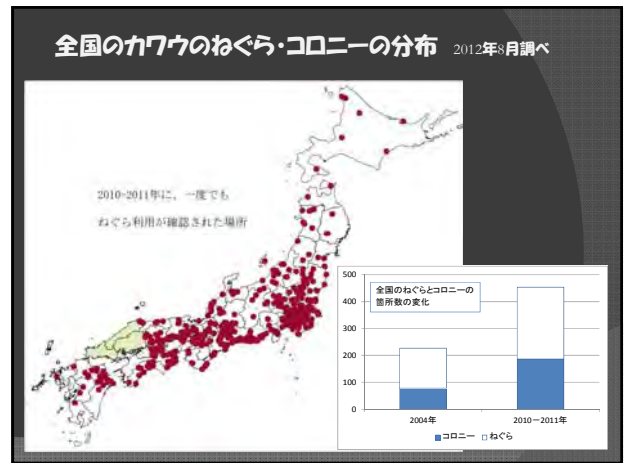 全国のカワウのねぐら・コロニーの分布 2012年8月調べ
2010-2011年に、一度でも
ねぐら利用が確認された場所
全国のねぐらとコロニーの
箇所数の変化
500
400
300
200
100
0
2004年 2010－2011年
コロニー ねぐら